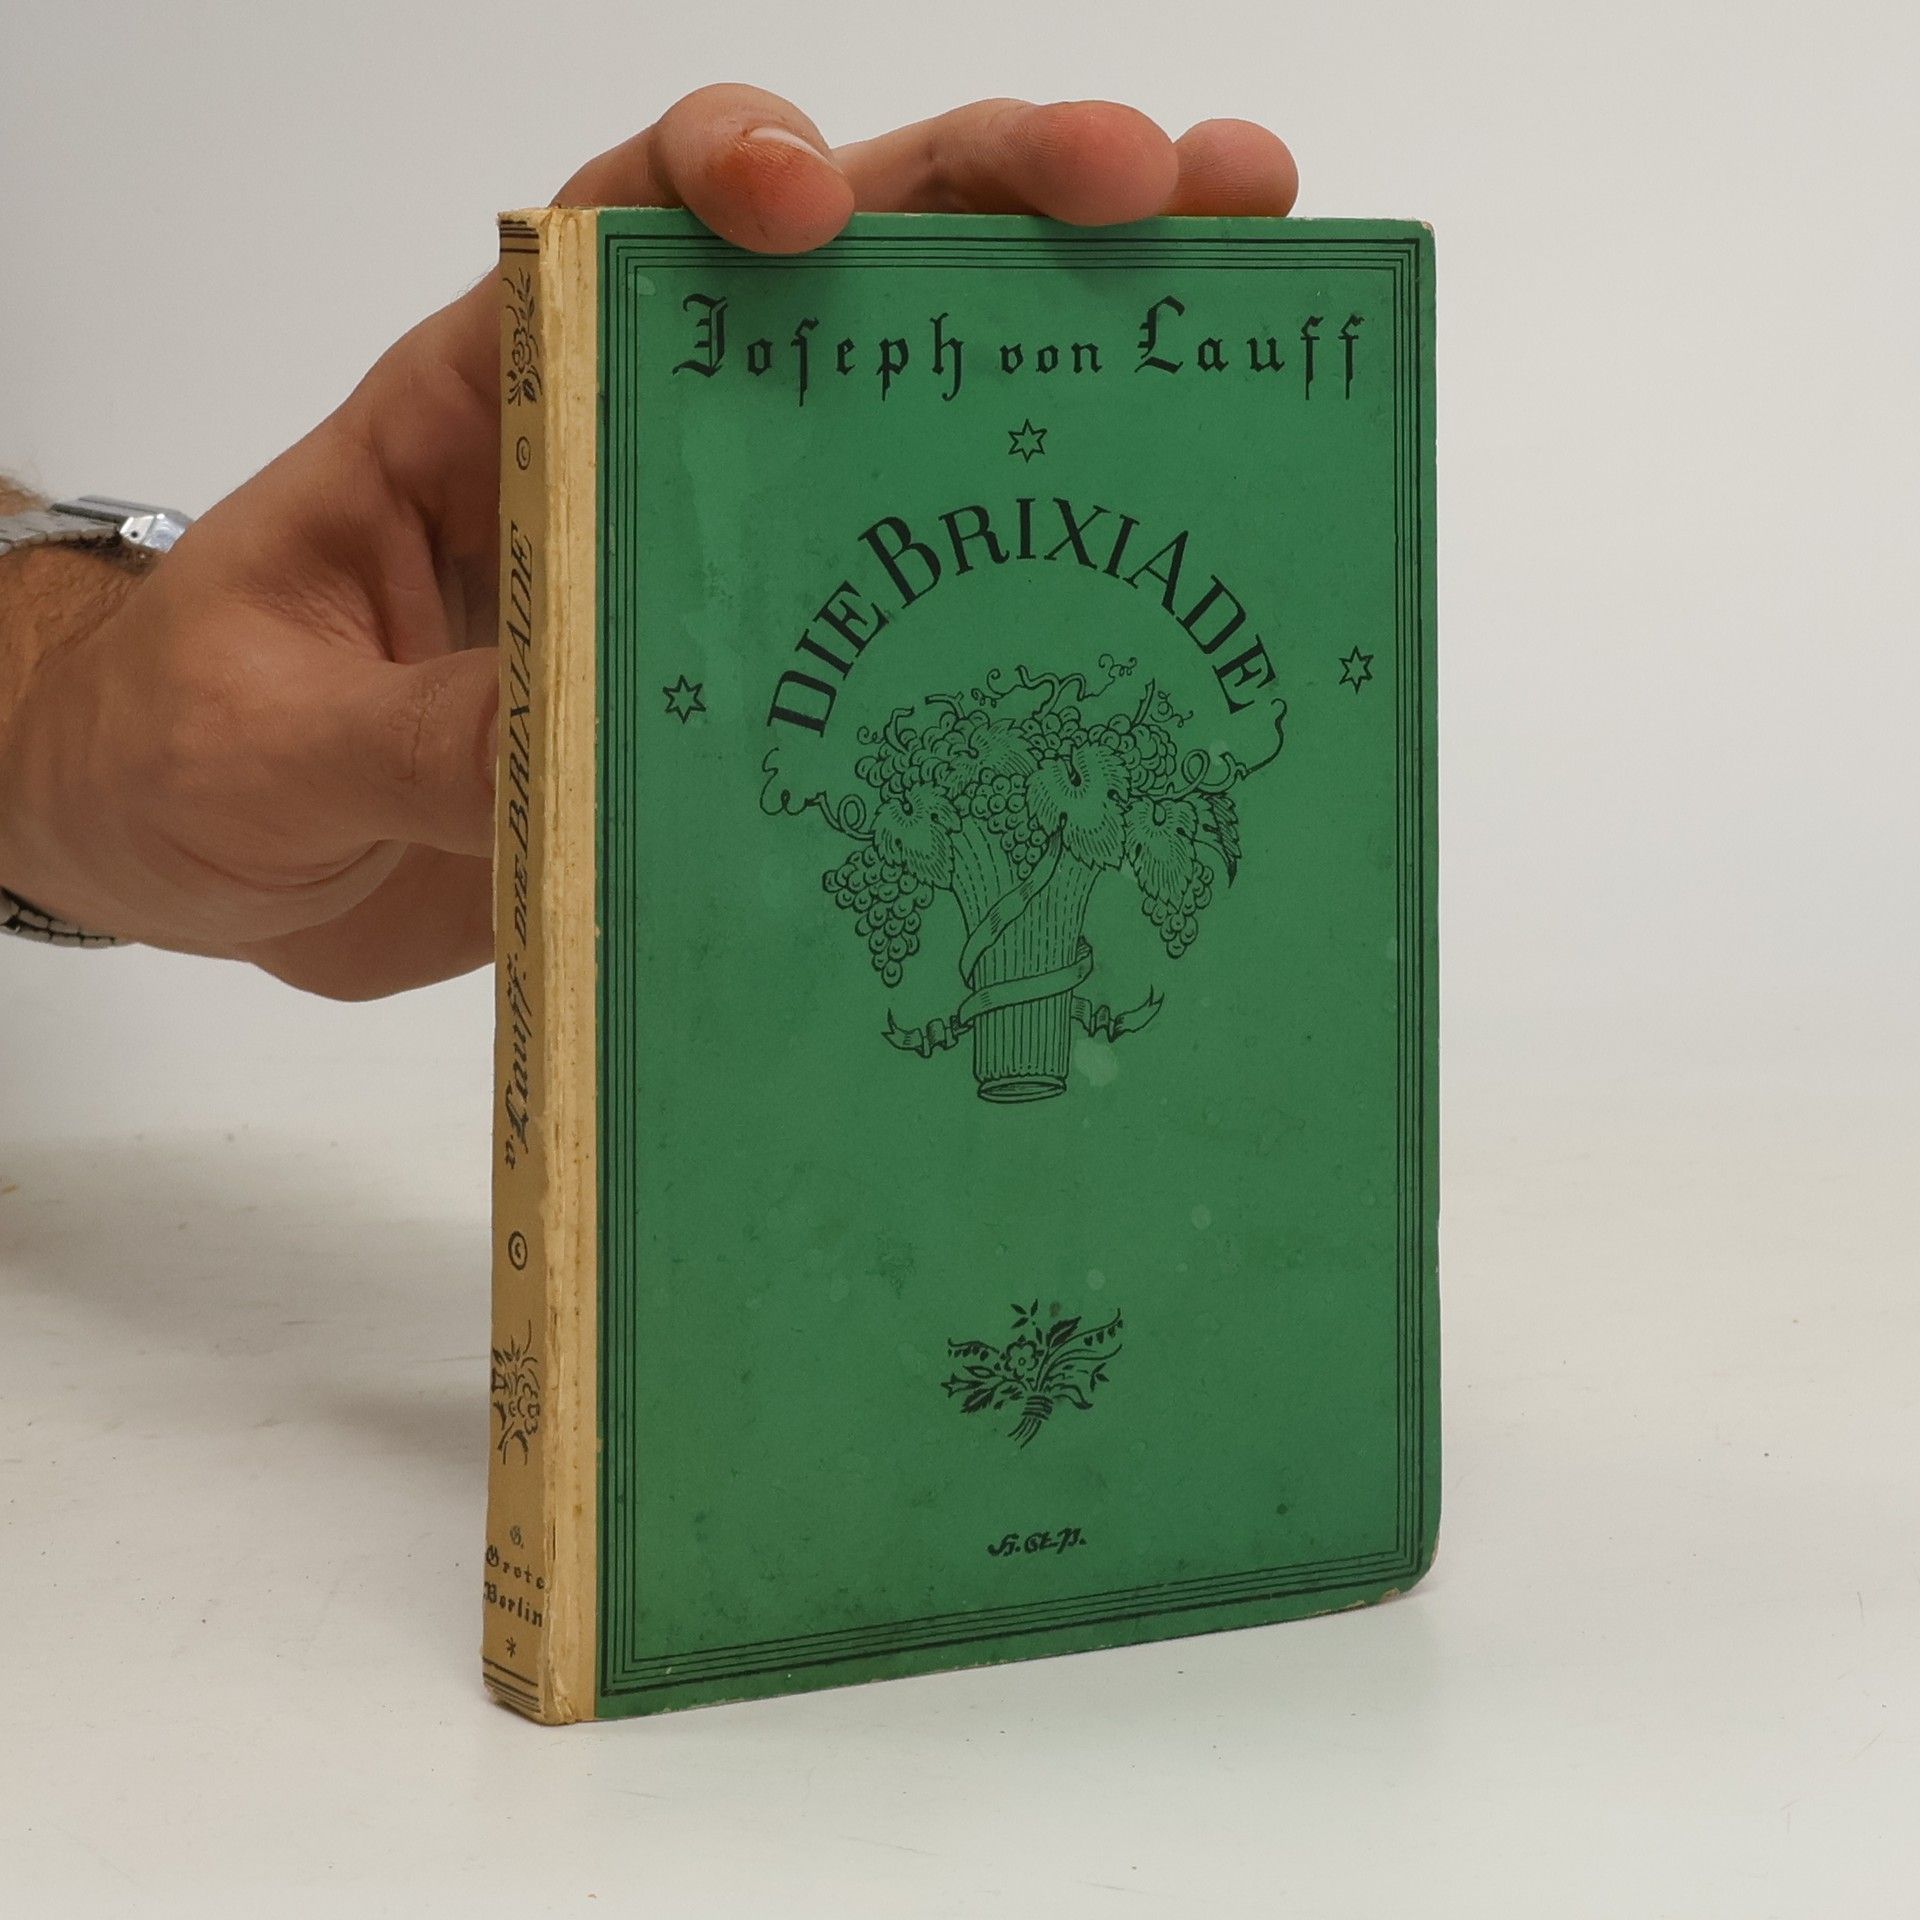 Joseph von Lauff
DIE BRIXIADE
v. Lauff: DIE BRIXIADE
G.
Grote
Berlin